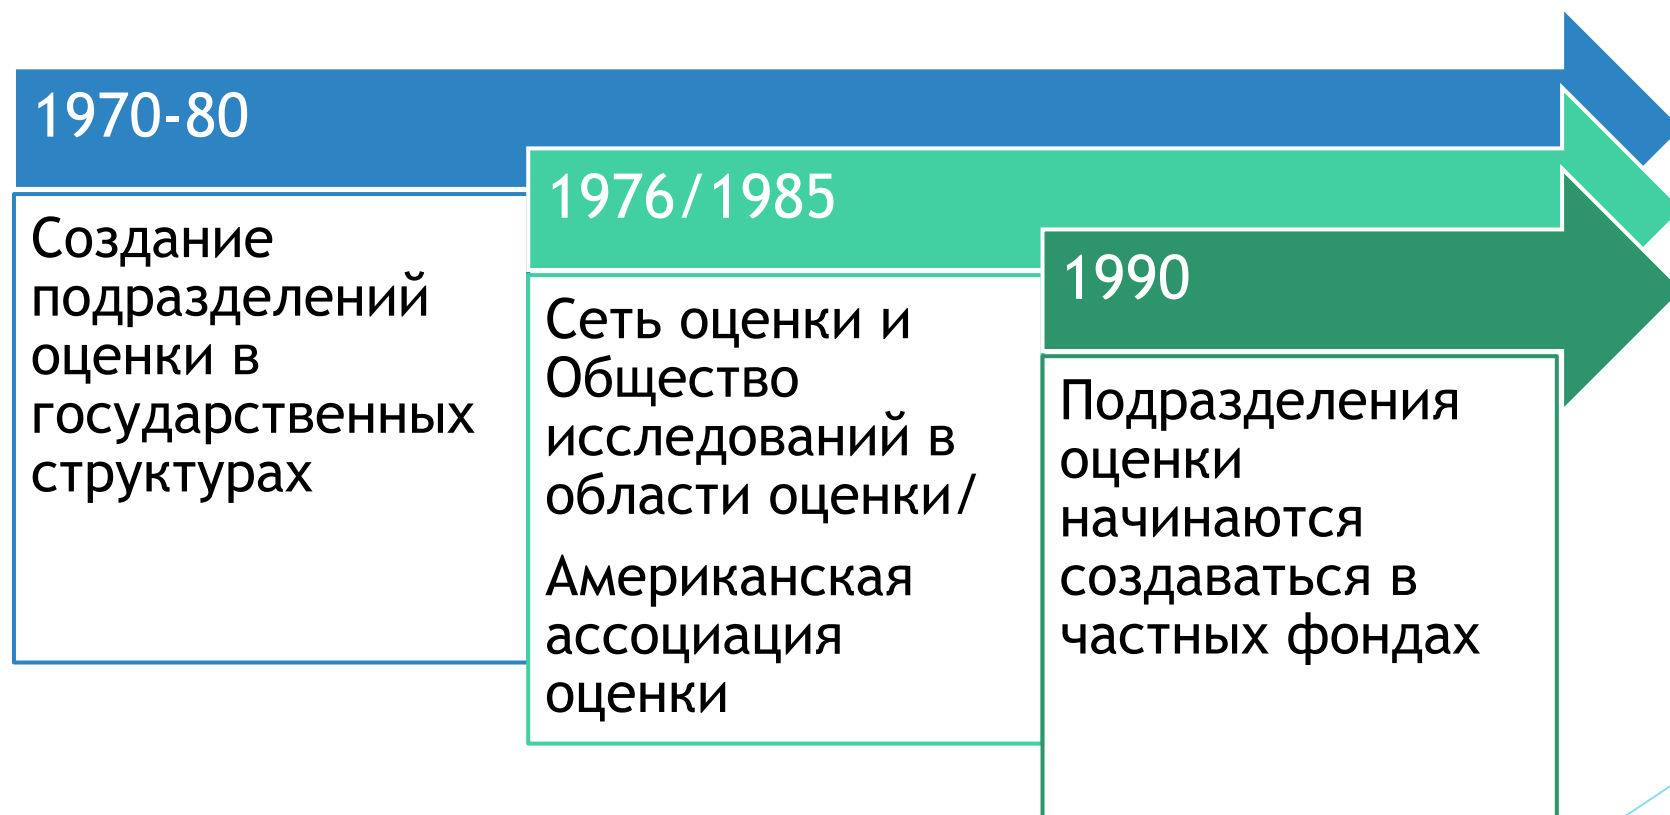 1970-80
Создание
подразделений
оценки в
государственных
структурах
1976/1985
Сеть оценки и
Общество
исследований в
области оценки/
Американская
ассоциация
оценки
1990
Подразделения
оценки
начинаются
создаваться в
частных фондах